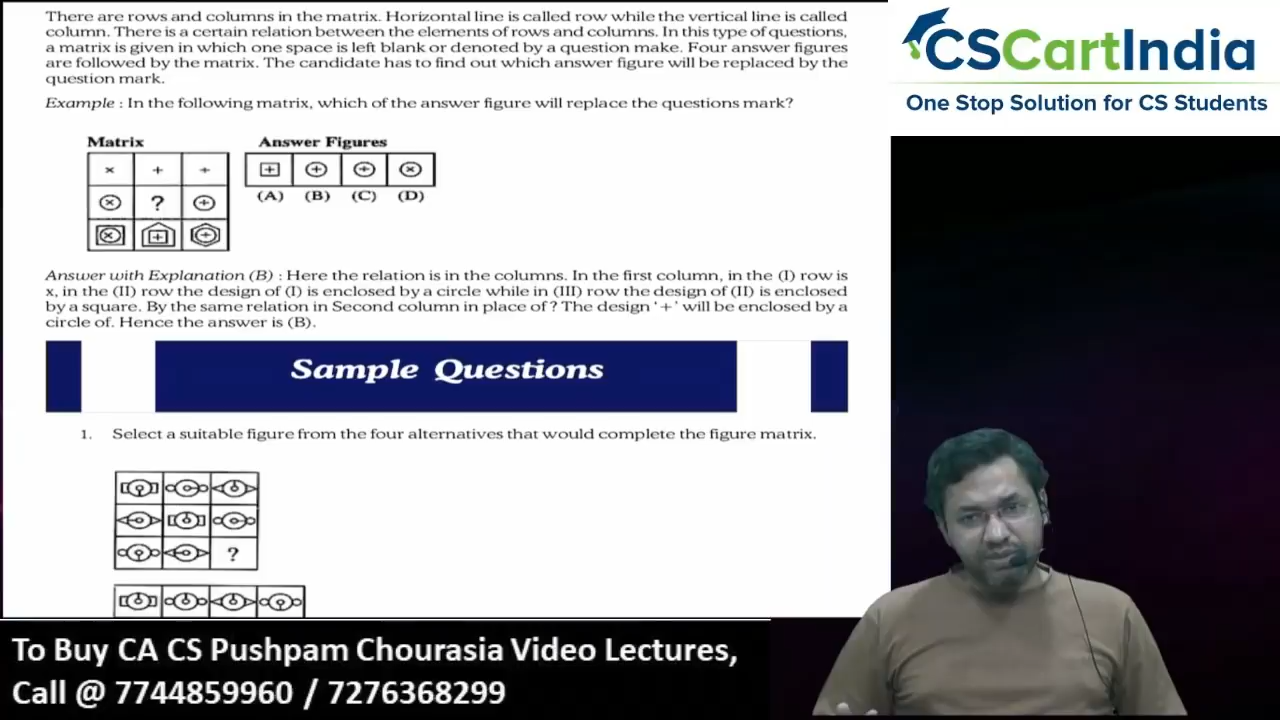 There are rows and columns in the matrix. Horizontal line is called row while the vertical line is called
column. There is a certain relation between the elements of rows and columns. In this type of questions,
a matrix is given in which one space is left blank or denoted by a question make. Four answer figures
are followed by the matrix. The candidate has to find out which answer figure will be replaced by the
question mark.
Example : In the following matrix, which of the answer figure will replace the questions mark?
Matrix
Answer Figures
× + ÷
?
(A) (B) (C) (D)
Answer with Explanation (B) : Here the relation is in the columns. In the first column, in the (I) row is
x, in the (II) row the design of (I) is enclosed by a circle while in (III) row the design of (II) is enclosed
by a square. By the same relation in Second column in place of ? The design ‘+’ will be enclosed by a
circle of. Hence the answer is (B).
Sample Questions
1. Select a suitable figure from the four alternatives that would complete the figure matrix.
?
CSCartIndia
One Stop Solution for CS Students
To Buy CA CS Pushpam Chourasia Video Lectures,
Call @ 7744859960 / 7276368299